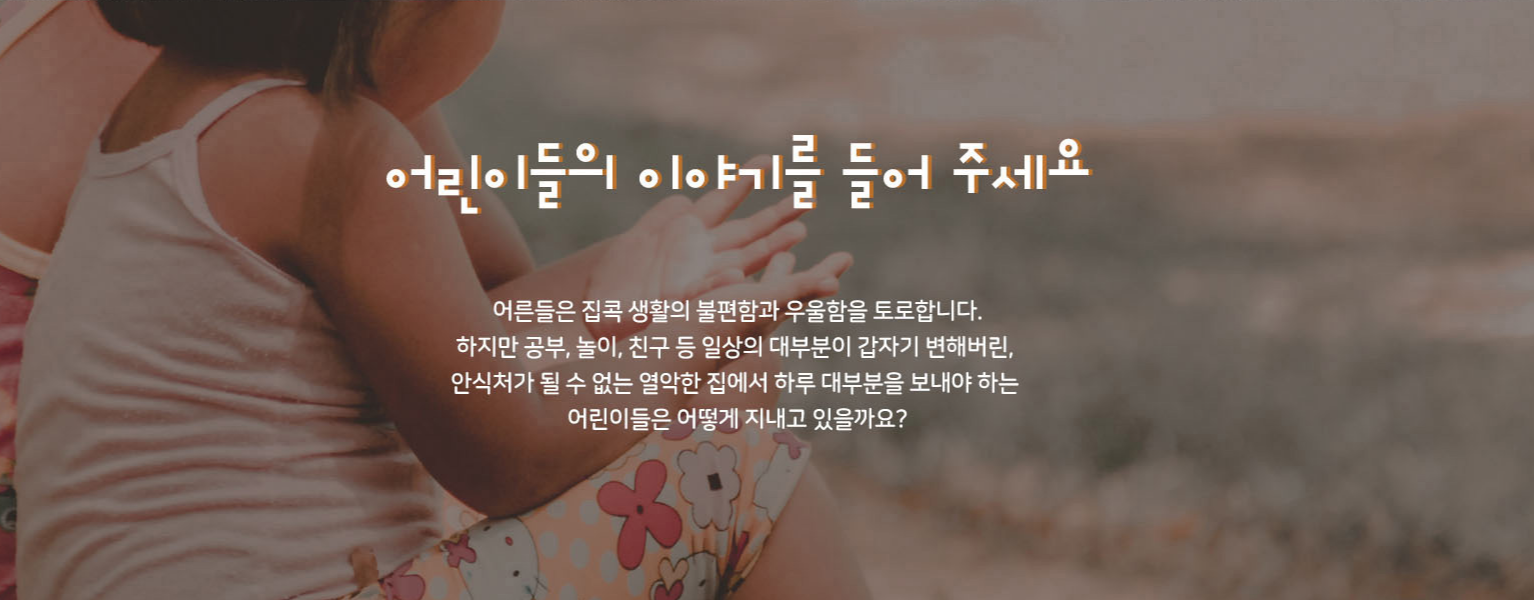 어린이들의 이야기를 들어 주세요
어른들은 집콕 생활의 불편함과 우울함을 토로합니다.
하지만 공부, 놀이, 친구 등 일상의 대부분이 갑자기 변해버린,
안식처가 될 수 없는 열악한 집에서 하루 대부분을 보내야 하는
어린이들은 어떻게 지내고 있을까요?